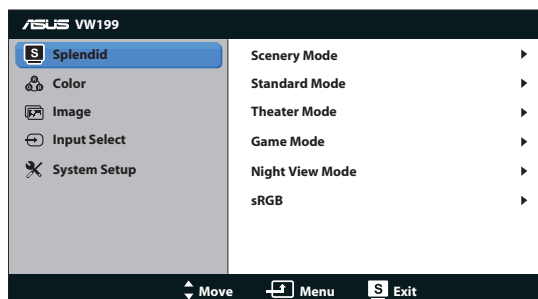 ASUS VW199
S Splendid
Color
Image
Input Select
System Setup
Scenery Mode
Standard Mode
Theater Mode
Game Mode
Night View Mode
sRGB
Move Menu S Exit